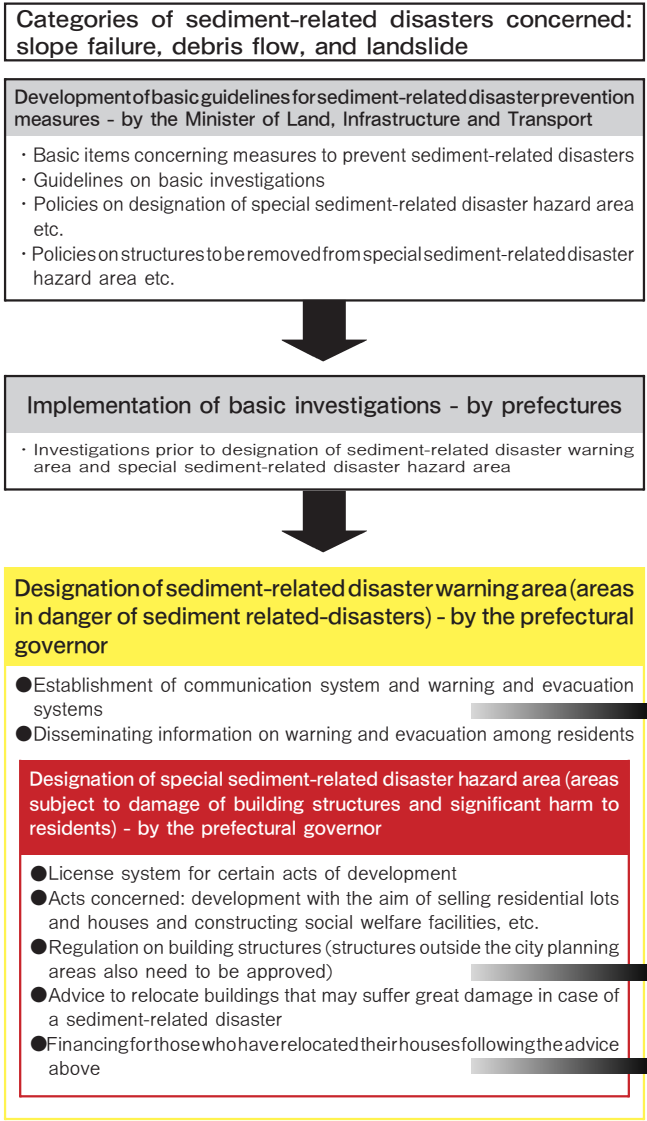 Categories of sediment-related disasters concerned:
slope failure, debris flow, and landslide
Development of basic guidelines for sediment-related disaster prevention
measures - by the Minister of Land, Infrastructure and Transport
・Basic items concerning measures to prevent sediment-related disasters
・Guidelines on basic investigations
・Policies on designation of special sediment-related disaster hazard area
etc.
・Policies on structures to be removed from special sediment-related disaster
hazard area etc.
Implementation of basic investigations - by prefectures
・Investigations prior to designation of sediment-related disaster warning
area and special sediment-related disaster hazard area
Designation of sediment-related disaster warning area (areas
in danger of sediment related-disasters) - by the prefectural
governor
●Establishment of communication system and warning and evacuation
systems
●Disseminating information on warning and evacuation among residents
Designation of special sediment-related disaster hazard area (areas
subject to damage of building structures and significant harm to
residents) - by the prefectural governor
●License system for certain acts of development
●Acts concerned: development with the aim of selling residential lots
and houses and constructing social welfare facilities, etc.
●Regulation on building structures (structures outside the city planning
areas also need to be approved)
●Advice to relocate buildings that may suffer great damage in case of
a sediment-related disaster
●Financing for those who have relocated their houses following the advice
above